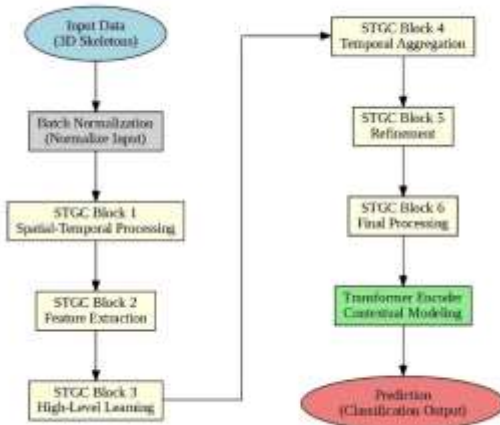 Input Data
(3D Skeletons)
Batch Normalization
(Normalize Input)
STGC Block 1
Spatial-Temporal Processing
STGC Block 2
Feature Extraction
STGC Block 3
High-Level Learning
STGC Block 4
Temporal Aggregation
STGC Block 5
Refinement
STGC Block 6
Final Processing
Transformer Encoder
Contextual Modeling
Prediction
(Classification Output)